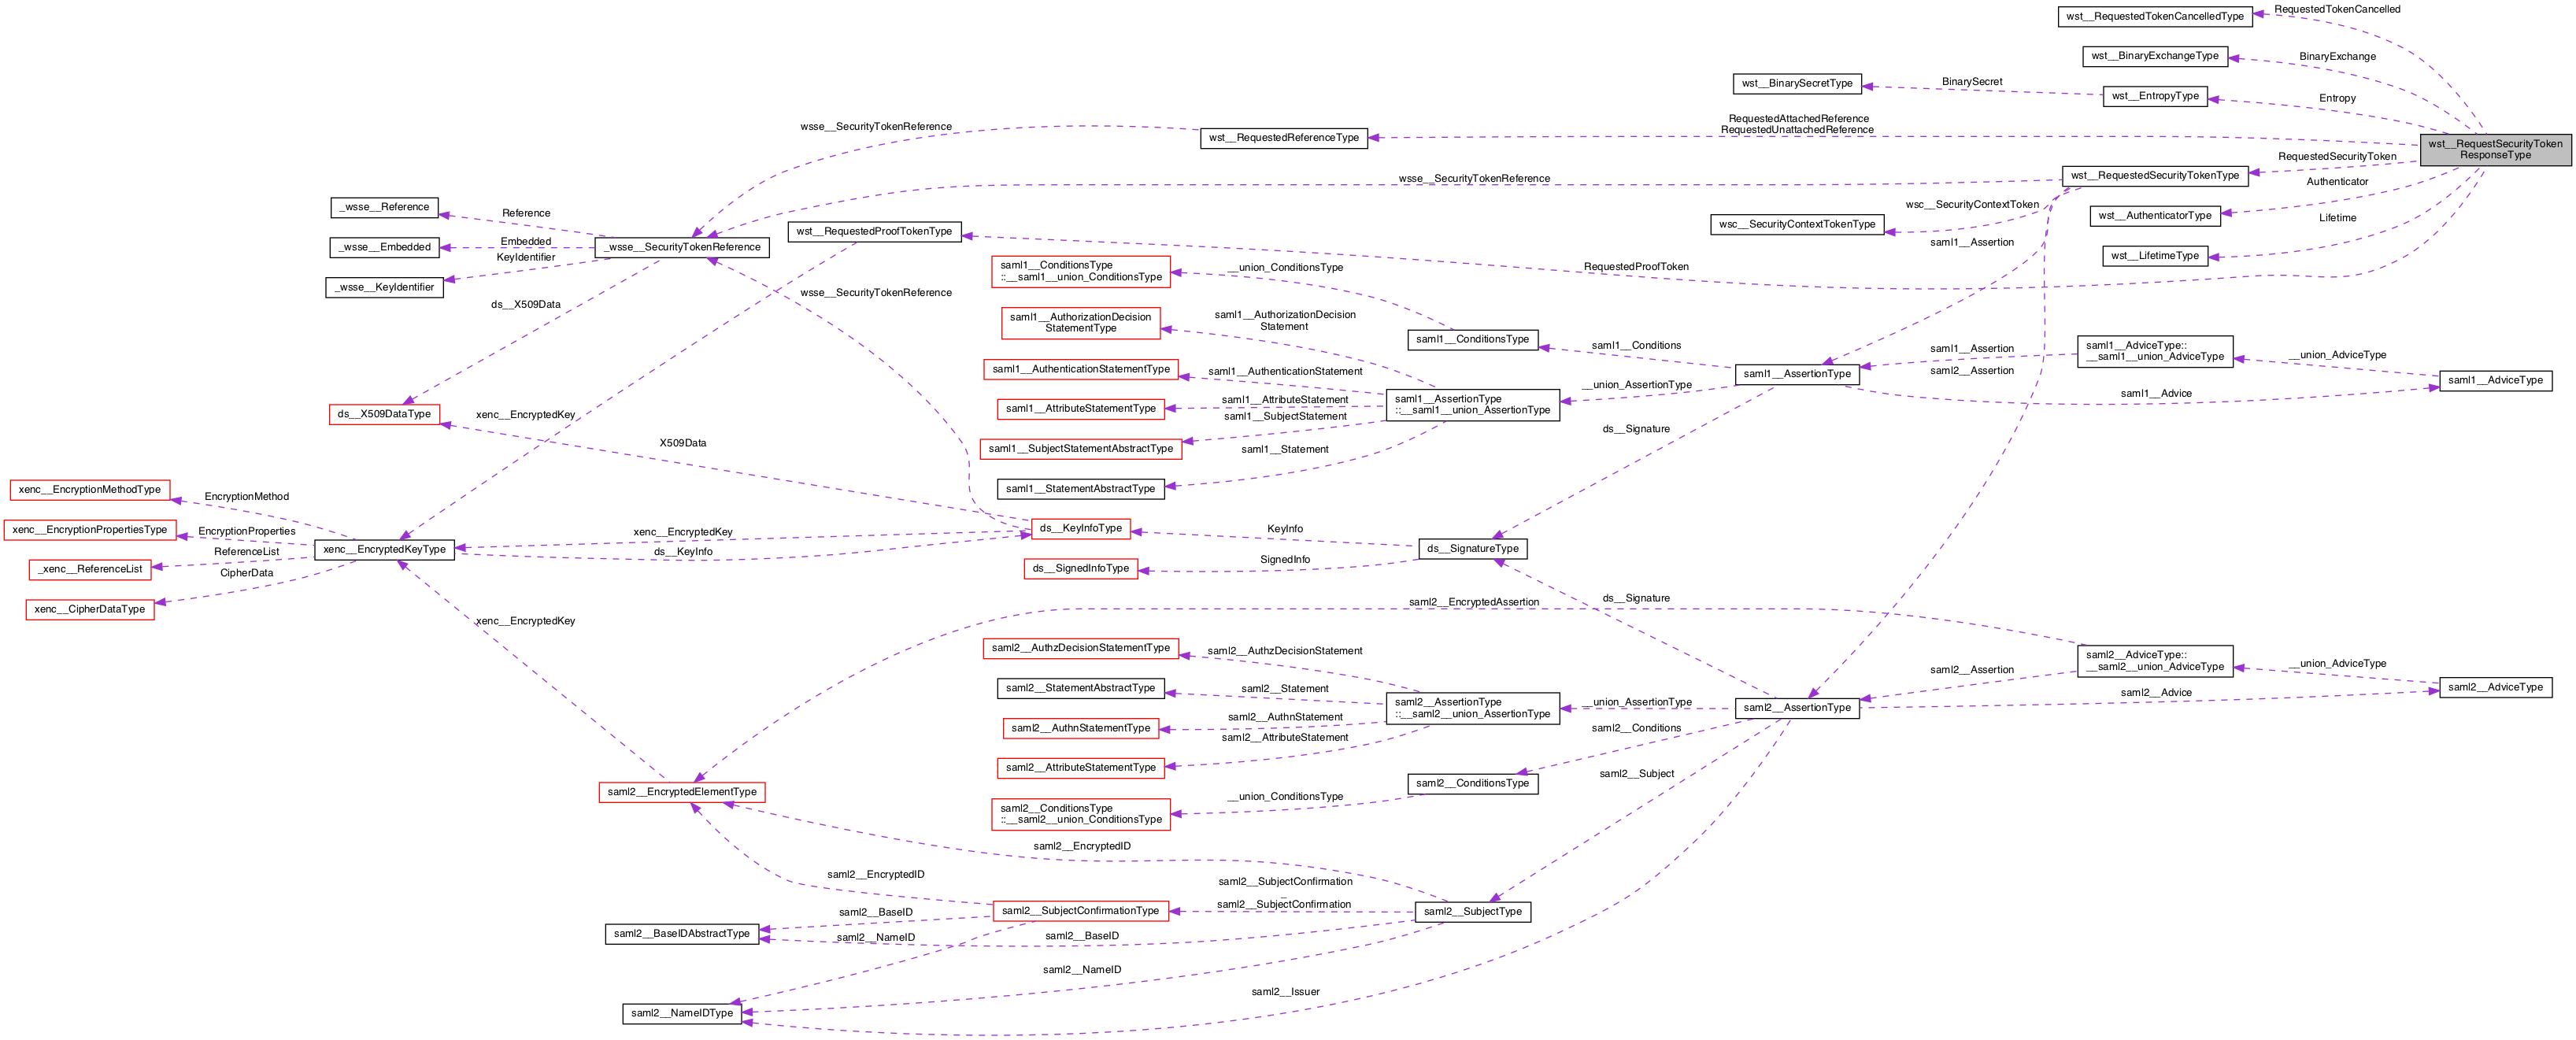 RequestedTokenCancelled
wst__RequestedTokenCancelledType
BinaryExchange
wst__BinaryExchangeType
BinarySecret
wst__BinarySecretType
wst__EntropyType
Entropy
RequestedAttachedReference
RequestedUnattachedReference
wsse__SecurityTokenReference
wst__RequestedReferenceType
wst__RequestSecurityToken
ResponseType
RequestedSecurityToken
wst__RequestedSecurityTokenType
wsse__SecurityTokenReference
Authenticator
wst__AuthenticatorType
wsc__SecurityContextToken
wsc__SecurityContextTokenType
Lifetime
wst__LifetimeType
_wsse__Reference
Reference
_wsse__Embedded
Embedded
KeyIdentifier
_wsse__KeyIdentifier
_wsse__SecurityTokenReference
wst__RequestedProofTokenType
saml1__Assertion
RequestedProofToken
saml1__ConditionsType
::__saml1__union_ConditionsType
__union_ConditionsType
wsse__SecurityTokenReference
ds__X509Data
saml1__AuthorizationDecision
StatementType
saml1__AuthorizationDecision
Statement
saml1__ConditionsType
saml1__Conditions
saml1__Assertion
saml2__Assertion
saml1__AdviceType::
__saml1__union_AdviceType
__union_AdviceType
saml1__AdviceType
saml1__AuthenticationStatementType
saml1__AuthenticationStatement
saml1__AssertionType
__union_AssertionType
saml1__Advice
saml1__AttributeStatementType
saml1__AttributeStatement
saml1__AssertionType
::__saml1__union_AssertionType
saml1__SubjectStatement
ds__X509DataType
xenc__EncryptedKey
X509Data
saml1__SubjectStatementAbstractType
saml1__Statement
ds__Signature
saml1__StatementAbstractType
xenc__EncryptionMethodType
EncryptionMethod
xenc__EncryptionPropertiesType
EncryptionProperties
ReferenceList
_xenc__ReferenceList
CipherData
xenc__CipherDataType
xenc__EncryptedKeyType
xenc__EncryptedKey
ds__KeyInfo
ds__KeyInfoType
KeyInfo
ds__SignatureType
ds__SignedInfoType
SignedInfo
xenc__EncryptedKey
saml2__EncryptedAssertion
ds__Signature
saml2__AuthzDecisionStatementType
saml2__AuthzDecisionStatement
saml2__StatementAbstractType
saml2__Statement
saml2__AuthnStatementType
saml2__AuthnStatement
saml2__AttributeStatement
saml2__AttributeStatementType
saml2__AssertionType
::__saml2__union_AssertionType
__union_AssertionType
saml2__AssertionType
saml2__Assertion
saml2__Advice
saml2__AdviceType::
__saml2__union_AdviceType
__union_AdviceType
saml2__AdviceType
saml2__Conditions
saml2__ConditionsType
saml2__Subject
saml2__EncryptedElementType
saml2__ConditionsType
::__saml2__union_ConditionsType
__union_ConditionsType
saml2__EncryptedID
saml2__EncryptedID
saml2__SubjectConfirmation
saml2__SubjectConfirmation
saml2__SubjectConfirmationType
saml2__SubjectType
saml2__BaseID
saml2__BaseIDAbstractType
saml2__NameID
saml2__BaseID
saml2__NameID
saml2__Issuer
saml2__NameIDType